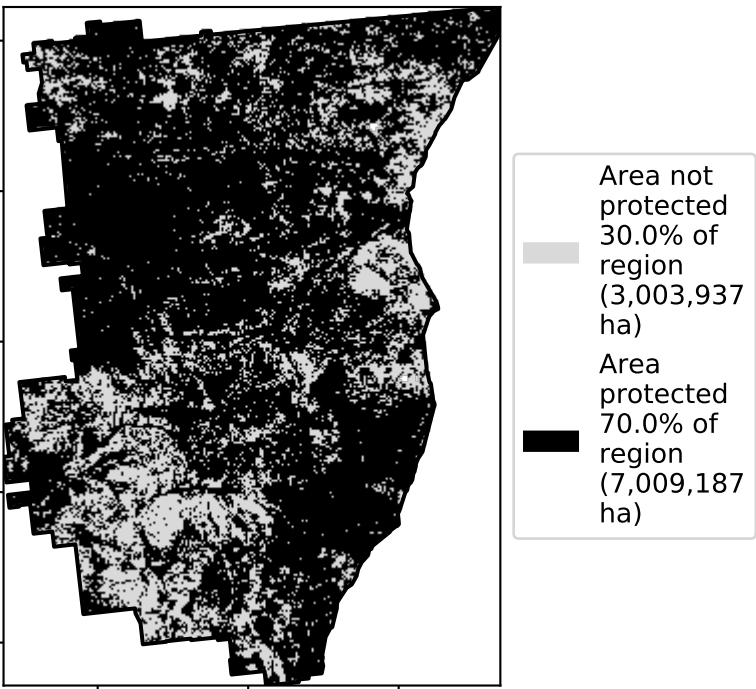 Area not
protected
30.0% of
region
(3,003,937
ha)
Area
protected
70.0% of
region
(7,009,187
ha)